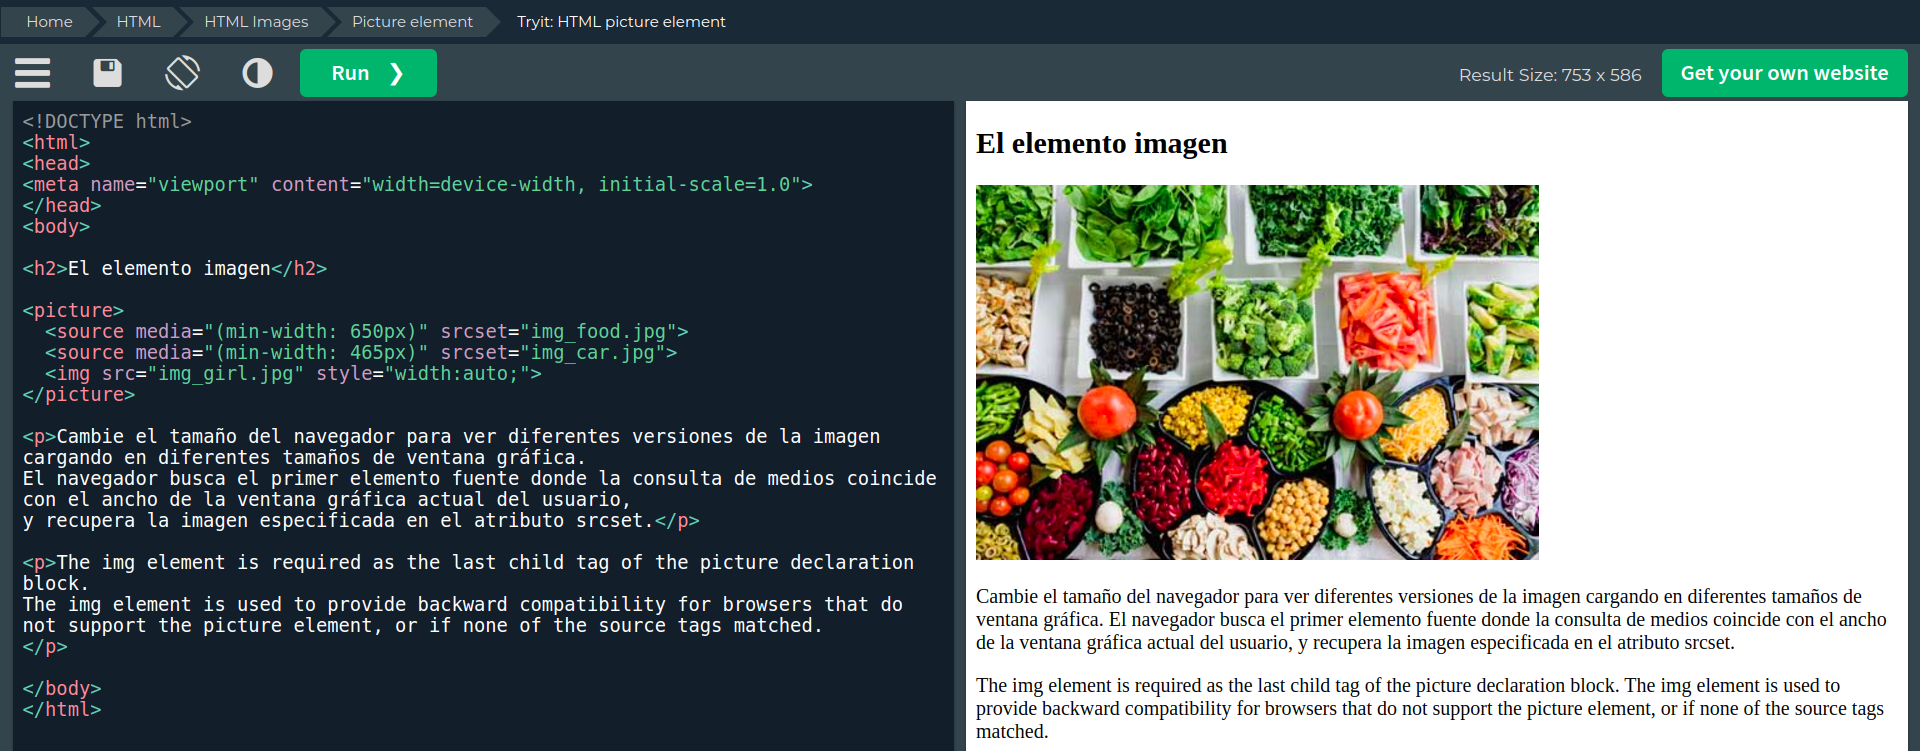 Home HTML HTML Images Picture element Tryit: HTML picture element
Run ❯ Result Size: 753 x 586 Get your own website
<!DOCTYPE html>
<html>
<head>
<meta name="viewport" content="width=device-width, initial-scale=1.0">
</head>
<body>
<h2>El elemento imagen</h2>
<picture>
<source media="(min-width: 650px)" srcset="img_food.jpg">
<source media="(min-width: 465px)" srcset="img_car.jpg">
<img src="img_girl.jpg" style="width:auto;">
</picture>
<p>Cambie el tamaño del navegador para ver diferentes versiones de la imagen
cargando en diferentes tamaños de ventana gráfica.
El navegador busca el primer elemento fuente donde la consulta de medios coincide
con el ancho de la ventana gráfica actual del usuario,
y recupera la imagen especificada en el atributo srcset.</p>
<p>The img element is required as the last child tag of the picture declaration
block.
The img element is used to provide backward compatibility for browsers that do
not support the picture element, or if none of the source tags matched.
</p>
</body>
</html>
El elemento imagen
Cambie el tamaño del navegador para ver diferentes versiones de la imagen cargando en diferentes tamaños de
ventana gráfica. El navegador busca el primer elemento fuente donde la consulta de medios coincide con el ancho
de la ventana gráfica actual del usuario, y recupera la imagen especificada en el atributo srcset.
The img element is required as the last child tag of the picture declaration block. The img element is used to
provide backward compatibility for browsers that do not support the picture element, or if none of the source tags
matched.